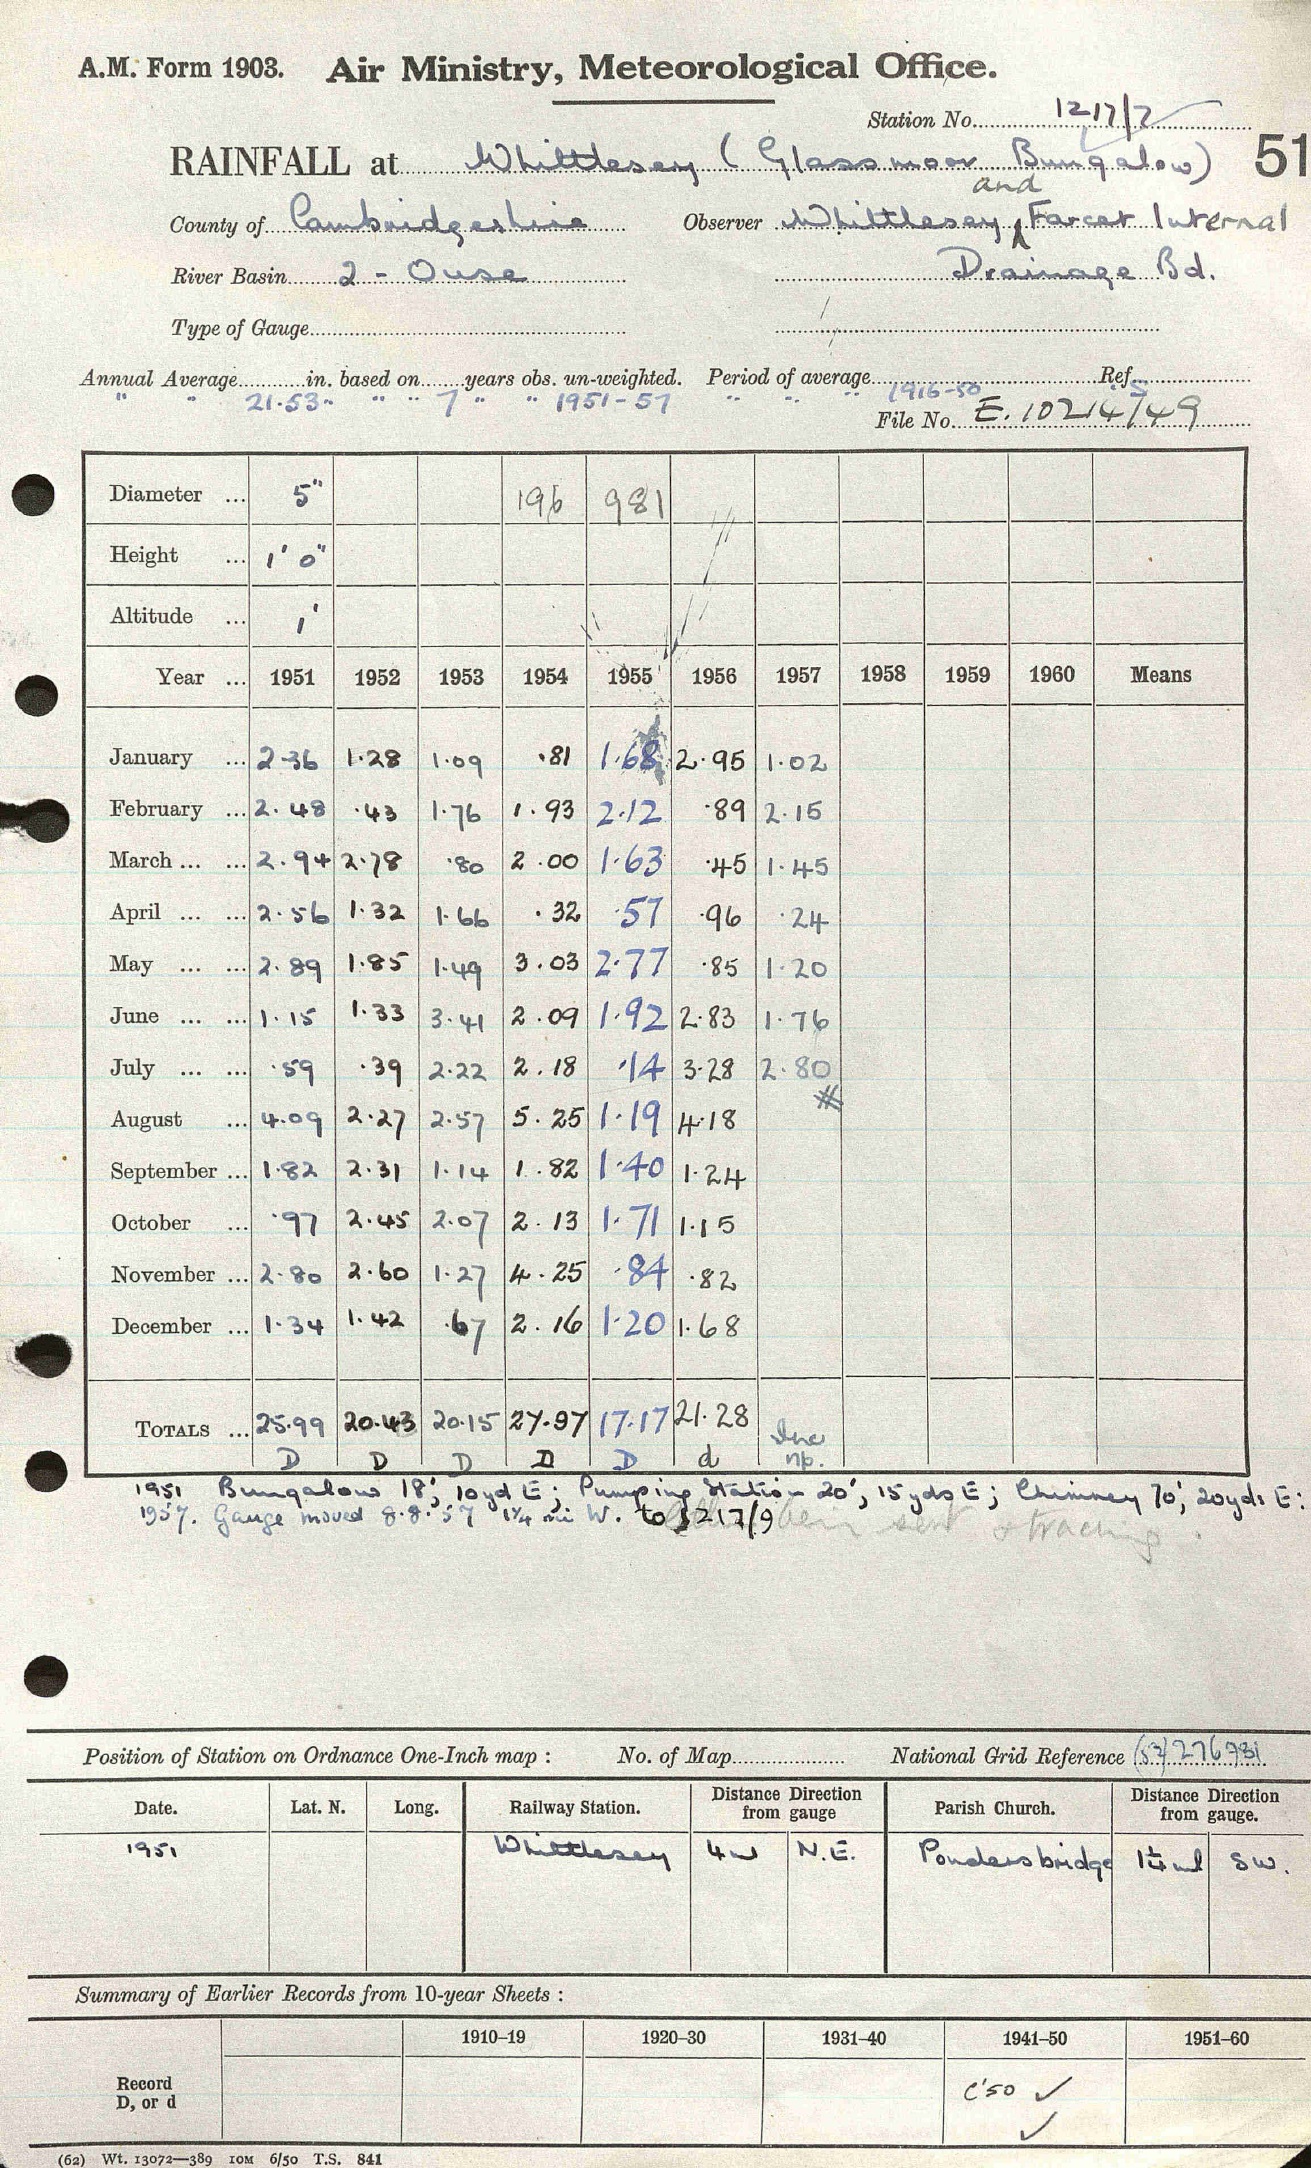 A.M. Form 1903. Air Ministry, Meteorological Office.
Station No. 1217/7
RAINFALL at Whittlesey (Glassmoor Bungalow) 51
County of Cambridgeshire Observer Whittlesey and Farcet Internal
River Basin 2 - Ouse Drainage Bd.
Type of Gauge
Annual Average in. based on years obs. un-weighted. Period of average Ref.
" " 21.53" " " 7 " " 1951-57 " " " 1916-50 S
File No. E.10214/49
Diameter ... 5" 196 981
Height ... 1' 0"
Altitude ... 1'
Year ... 1951 1952 1953 1954 1955 1956 1957 1958 1959 1960 Means
January ... 2.36 1.28 1.09 .81 1.68 2.95 1.02
February ... 2.48 .43 1.76 1.93 2.12 .89 2.15
March ... ... 2.94 2.78 .80 2.00 1.63 .45 1.45
April ... ... 2.56 1.32 1.66 .32 .57 .96 .24
May ... ... 2.89 1.85 1.49 3.03 2.77 .85 1.20
June ... ... 1.15 1.33 3.41 2.09 1.92 2.83 1.76
July ... ... .59 .39 2.22 2.18 .14 3.28 2.80
#
August ... 4.09 2.27 2.57 5.25 1.19 4.18
September ... 1.82 2.31 1.14 1.82 1.40 1.24
October ... .97 2.45 2.07 2.13 1.71 1.15
November ... 2.80 2.60 1.27 4.25 .84 .82
December ... 1.34 1.42 .67 2.16 1.20 1.68
TOTALS ... 25.99 20.43 20.15 27.97 17.17 21.28 Inc
D D D D D d np.
1951 Bungalow 18', 10yd E; Pumping Station 20', 15yds E; Chimney 70', 20yds E:
1957. Gauge moved 8.8.57 1¼ mi W. to 1217/9
Position of Station on Ordnance One-Inch map : No. of Map National Grid Reference (52) 276931
Date. Lat. N. Long. Railway Station. Distance from gauge Direction Parish Church. Distance from gauge. Direction
1951 Whittlesey 4m N.E. Pondersbridge 1¼ml SW.
Summary of Earlier Records from 10-year Sheets :
1910–19 1920–30 1931–40 1941–50 1951–60
Record
D, or d
C'50 ✓
✓
(62) Wt. 13072—389 10M 6/50 T.S. 841